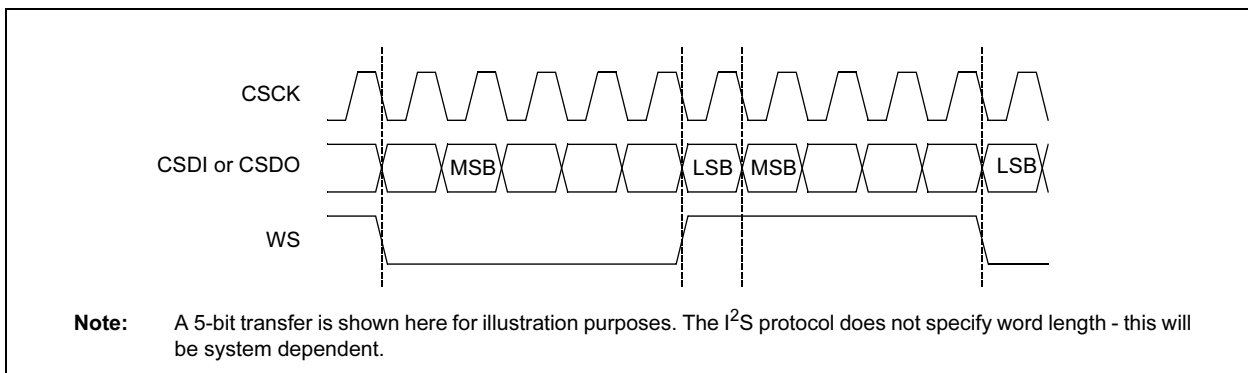 CSCK
CSDI or CSDO
MSB LSB MSB LSB
WS
Note: A 5-bit transfer is shown here for illustration purposes. The I²S protocol does not specify word length - this will
be system dependent.